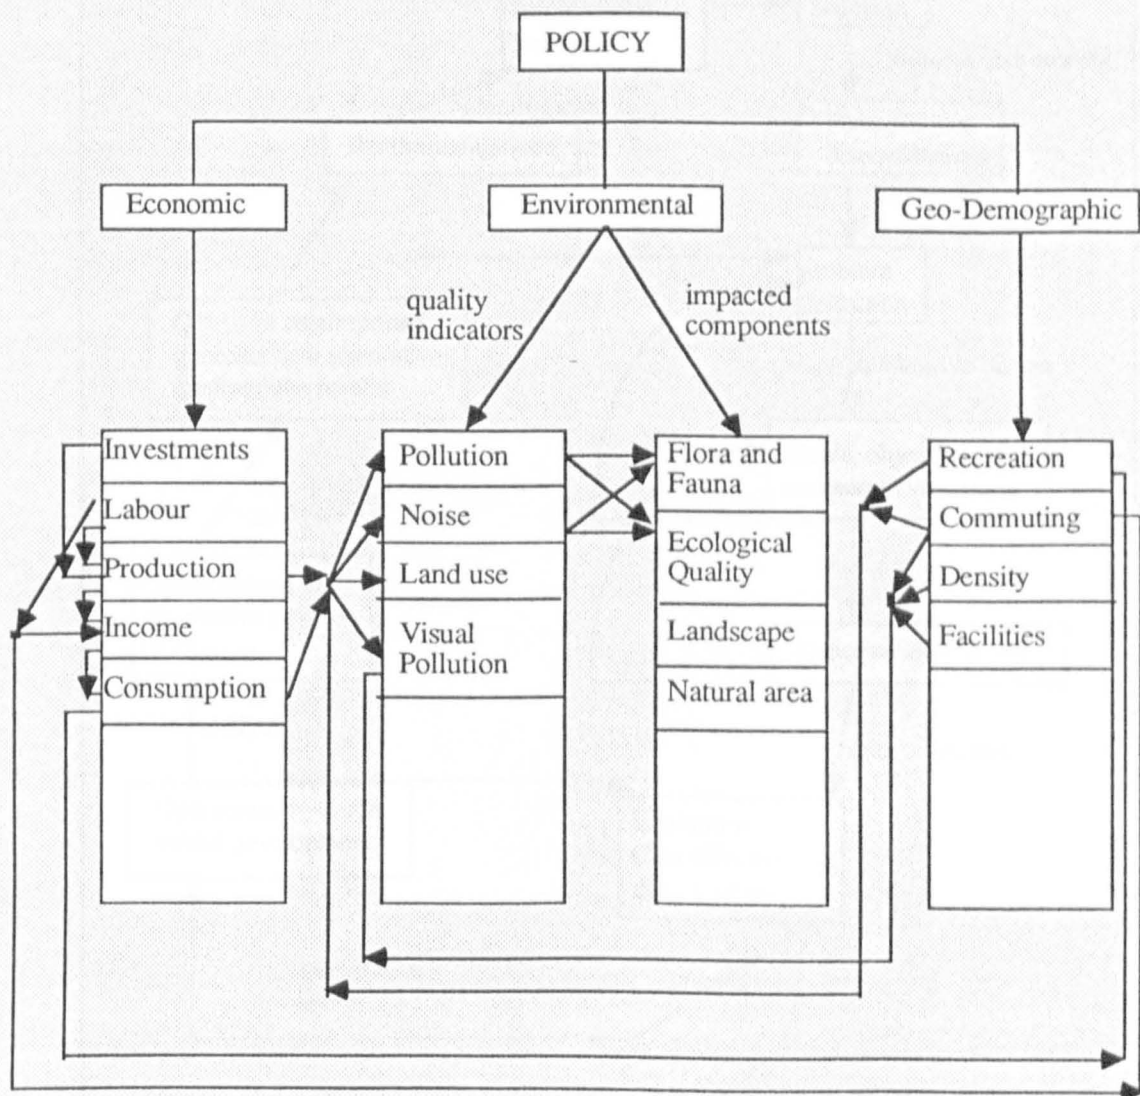 POLICY
Economic
Environmental
Geo-Demographic
quality
indicators
impacted
components
Investments
Labour
Production
Income
Consumption
Pollution
Noise
Land use
Visual
Pollution
Flora and
Fauna
Ecological
Quality
Landscape
Natural area
Recreation
Commuting
Density
Facilities